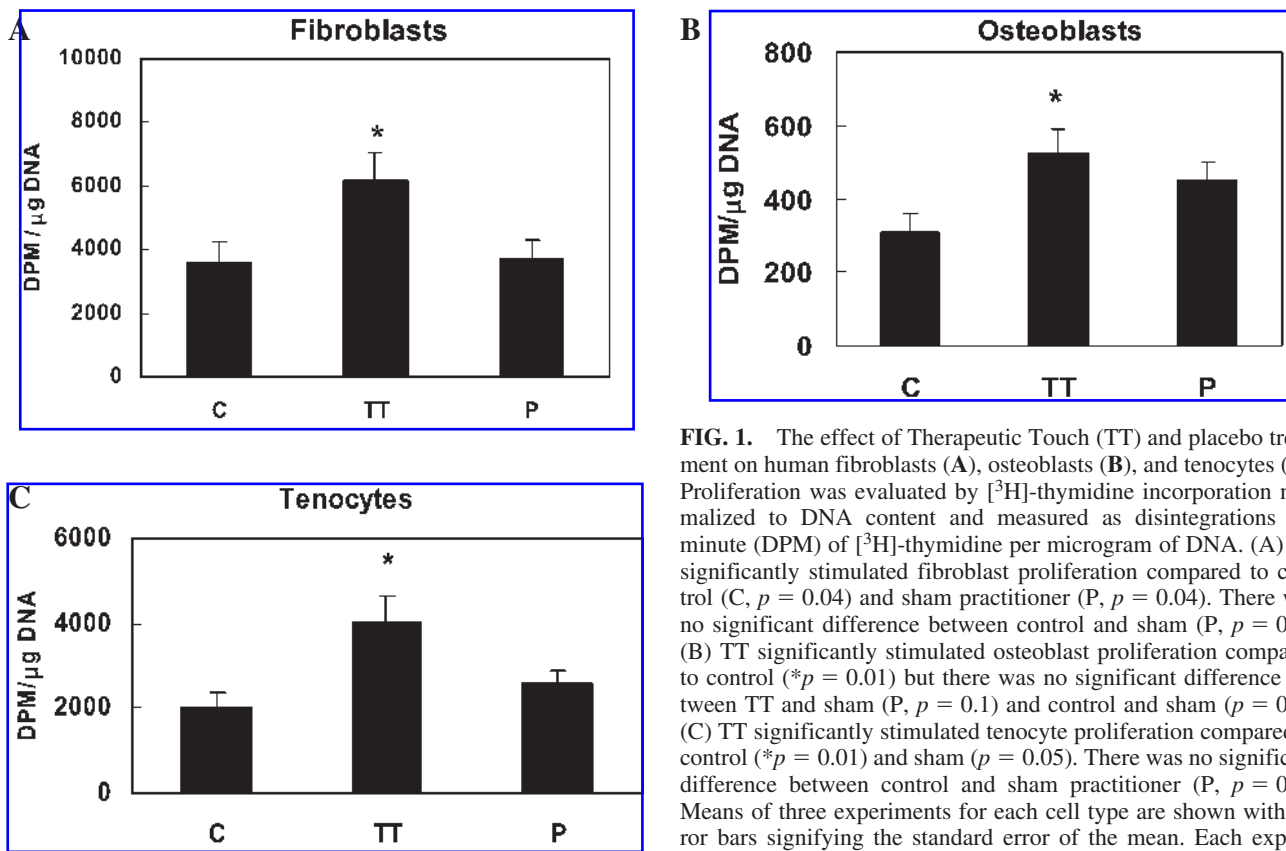 A
Fibroblasts
10000
8000
6000
4000
2000
0
DPM / µg DNA
*
C TT P
B
Osteoblasts
800
600
400
200
0
DPM/µg DNA
*
C TT P
C
Tenocytes
6000
4000
2000
0
DPM/µg DNA
*
C TT P
FIG. 1. The effect of Therapeutic Touch (TT) and placebo tre
ment on human fibroblasts (A), osteoblasts (B), and tenocytes (
Proliferation was evaluated by [³H]-thymidine incorporation n
malized to DNA content and measured as disintegrations
minute (DPM) of [³H]-thymidine per microgram of DNA. (A)
significantly stimulated fibroblast proliferation compared to c
trol (C, p = 0.04) and sham practitioner (P, p = 0.04). There v
no significant difference between control and sham (P, p = 0.
(B) TT significantly stimulated osteoblast proliferation compa
to control (*p = 0.01) but there was no significant difference
tween TT and sham (P, p = 0.1) and control and sham (p = 0.
(C) TT significantly stimulated tenocyte proliferation compared
control (*p = 0.01) and sham (p = 0.05). There was no signific
difference between control and sham practitioner (P, p = 0.
Means of three experiments for each cell type are shown with
ror bars signifying the standard error of the mean. Each exp